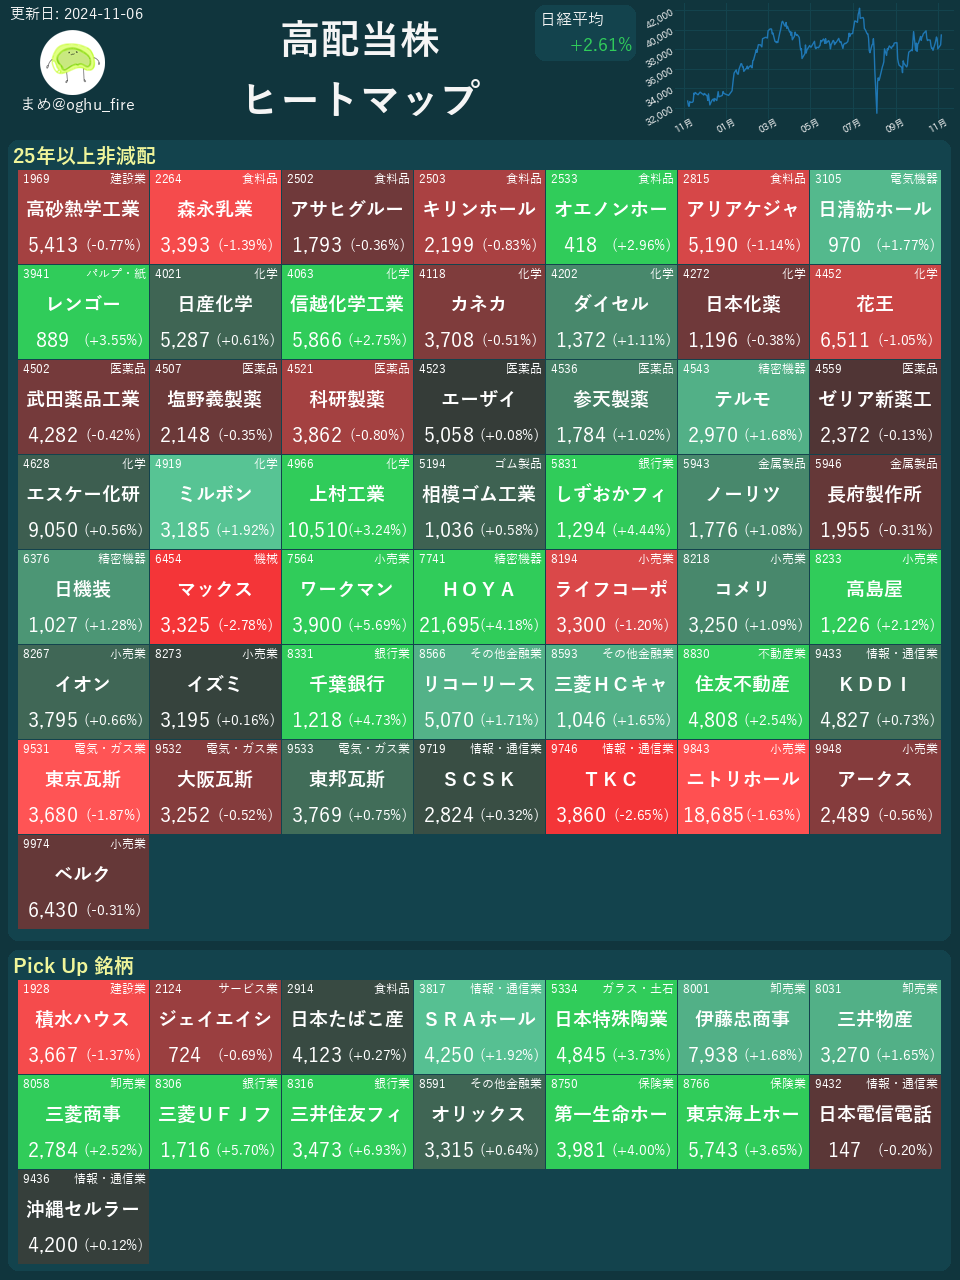 更新日: 2024-11-06
まめ@oghu_fire
高配当株
ヒートマップ
日経平均
+2.61%
42,000
40,000
38,000
36,000
34,000
32,000
11月 01月 03月 05月 07月 09月 11月
25年以上非減配
1969 建設業 2264 食料品 2502 食料品 2503 食料品 2533 食料品 2815 食料品 3105 電気機器
高砂熱学工業 森永乳業 アサヒグルー キリンホール オエノンホー アリアケジャ 日清紡ホール
5,413 (-0.77%) 3,393 (-1.39%) 1,793 (-0.36%) 2,199 (-0.83%) 418 (+2.96%) 5,190 (-1.14%) 970 (+1.77%)
3941 パルプ・紙 4021 化学 4063 化学 4118 化学 4202 化学 4272 化学 4452 化学
レンゴー 日産化学 信越化学工業 カネカ ダイセル 日本化薬 花王
889 (+3.55%) 5,287 (+0.61%) 5,866 (+2.75%) 3,708 (-0.51%) 1,372 (+1.11%) 1,196 (-0.38%) 6,511 (-1.05%)
4502 医薬品 4507 医薬品 4521 医薬品 4523 医薬品 4536 医薬品 4543 精密機器 4559 医薬品
武田薬品工業 塩野義製薬 科研製薬 エーザイ 参天製薬 テルモ ゼリア新薬工
4,282 (-0.42%) 2,148 (-0.35%) 3,862 (-0.80%) 5,058 (+0.08%) 1,784 (+1.02%) 2,970 (+1.68%) 2,372 (-0.13%)
4628 化学 4919 化学 4966 化学 5194 ゴム製品 5831 銀行業 5943 金属製品 5946 金属製品
エスケー化研 ミルボン 上村工業 相模ゴム工業 しずおかフィ ノーリツ 長府製作所
9,050 (+0.56%) 3,185 (+1.92%) 10,510 (+3.24%) 1,036 (+0.58%) 1,294 (+4.44%) 1,776 (+1.08%) 1,955 (-0.31%)
6376 精密機器 6454 機械 7564 小売業 7741 精密機器 8194 小売業 8218 小売業 8233 小売業
日機装 マックス ワークマン ＨＯＹＡ ライフコーポ コメリ 高島屋
1,027 (+1.28%) 3,325 (-2.78%) 3,900 (+5.69%) 21,695 (+4.18%) 3,300 (-1.20%) 3,250 (+1.09%) 1,226 (+2.12%)
8267 小売業 8273 小売業 8331 銀行業 8566 その他金融業 8593 その他金融業 8830 不動産業 9433 情報・通信業
イオン イズミ 千葉銀行 リコーリース 三菱ＨＣキャ 住友不動産 ＫＤＤＩ
3,795 (+0.66%) 3,195 (+0.16%) 1,218 (+4.73%) 5,070 (+1.71%) 1,046 (+1.65%) 4,808 (+2.54%) 4,827 (+0.73%)
9531 電気・ガス業 9532 電気・ガス業 9533 電気・ガス業 9719 情報・通信業 9746 情報・通信業 9843 小売業 9948 小売業
東京瓦斯 大阪瓦斯 東邦瓦斯 ＳＣＳＫ ＴＫＣ ニトリホール アークス
3,680 (-1.87%) 3,252 (-0.52%) 3,769 (+0.75%) 2,824 (+0.32%) 3,860 (-2.65%) 18,685 (-1.63%) 2,489 (-0.56%)
9974 小売業
ベルク
6,430 (-0.31%)
Pick Up 銘柄
1928 建設業 2124 サービス業 2914 食料品 3817 情報・通信業 5334 ガラス・土石 8001 卸売業 8031 卸売業
積水ハウス ジェイエイシ 日本たばこ産 ＳＲＡホール 日本特殊陶業 伊藤忠商事 三井物産
3,667 (-1.37%) 724 (-0.69%) 4,123 (+0.27%) 4,250 (+1.92%) 4,845 (+3.73%) 7,938 (+1.68%) 3,270 (+1.65%)
8058 卸売業 8306 銀行業 8316 銀行業 8591 その他金融業 8750 保険業 8766 保険業 9432 情報・通信業
三菱商事 三菱ＵＦＪフ 三井住友フィ オリックス 第一生命ホー 東京海上ホー 日本電信電話
2,784 (+2.52%) 1,716 (+5.70%) 3,473 (+6.93%) 3,315 (+0.64%) 3,981 (+4.00%) 5,743 (+3.65%) 147 (-0.20%)
9436 情報・通信業
沖縄セルラー
4,200 (+0.12%)